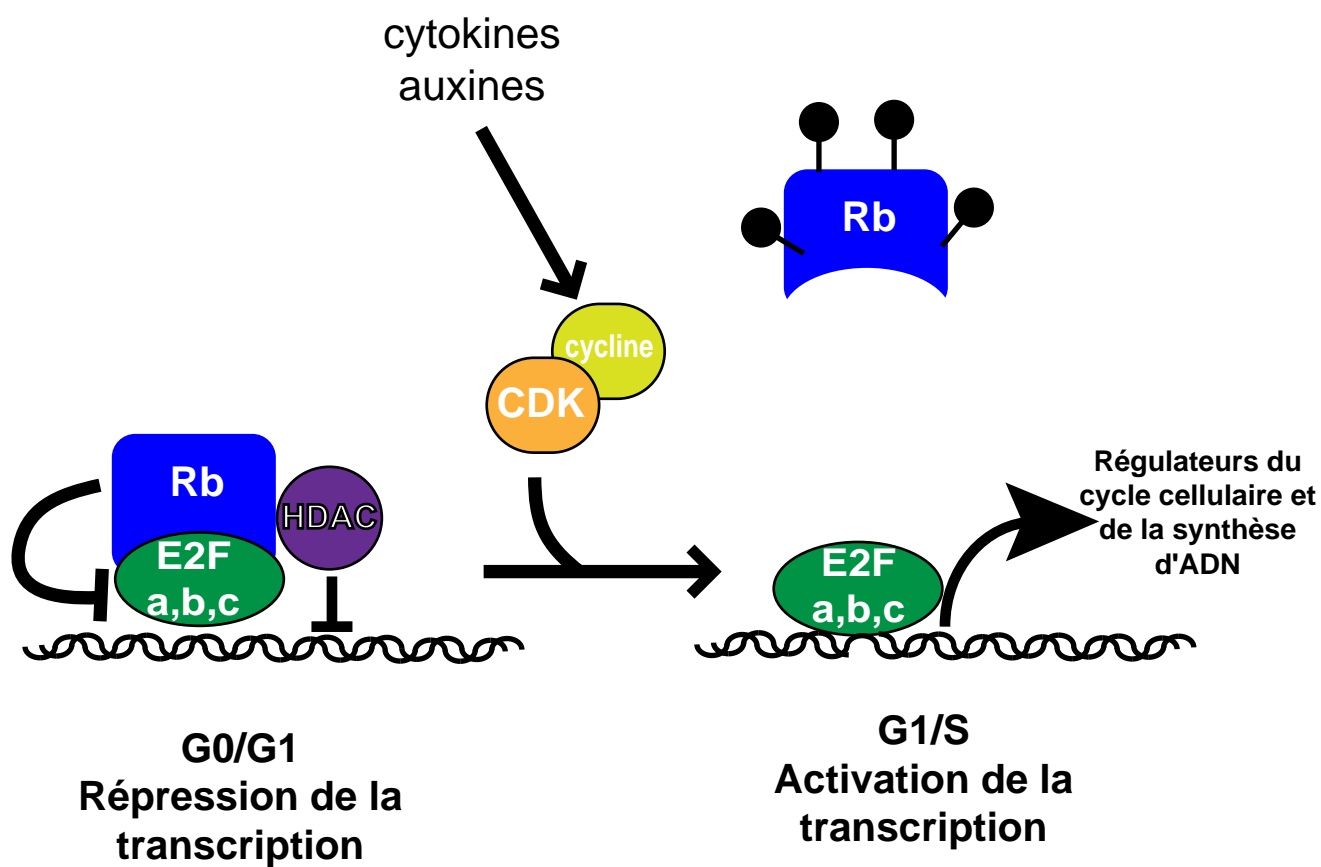 cytokines
auxines
Rb
cycline
CDK
Rb
HDAC
E2F
a,b,c
Régulateurs du
cycle cellulaire et
de la synthèse
d'ADN
E2F
a,b,c
G0/G1
Répression de la
transcription
G1/S
Activation de la
transcription